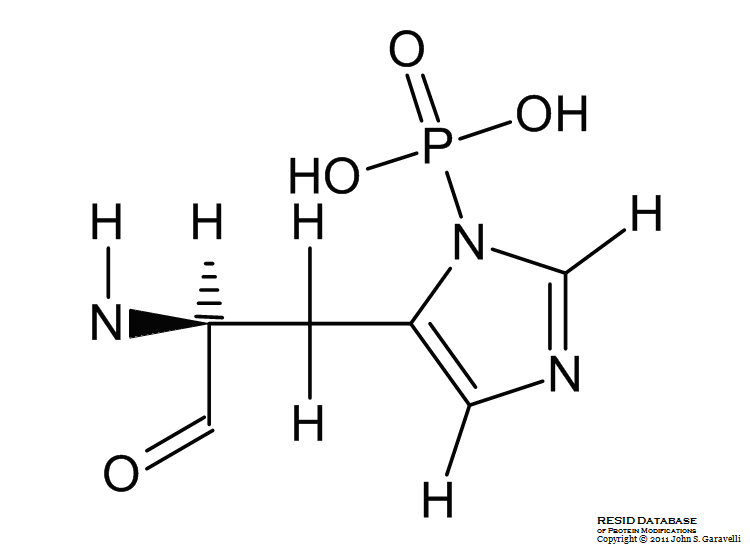 O
P
OH
HO
H
H
H
N
H
N
N
O
H
H
RESID DATABASE
OF PROTEIN MODIFICATIONS
Copyright © 2011 John S. Garavelli